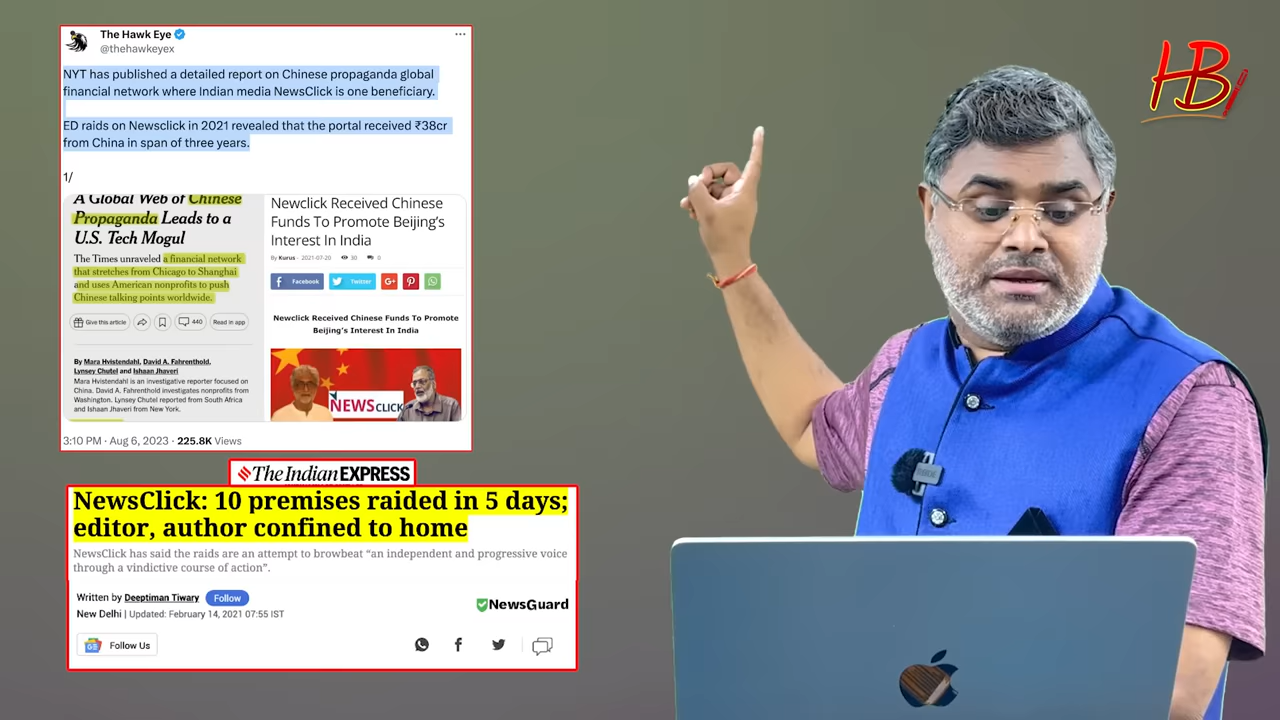 The Hawk Eye
@thehawkeyex
NYT has published a detailed report on Chinese propaganda global
financial network where Indian media NewsClick is one beneficiary.
ED raids on Newsclick in 2021 revealed that the portal received ₹38cr
from China in span of three years.
1/
A Global Web of Chinese
Propaganda Leads to a
U.S. Tech Mogul
The Times unraveled a financial network
that stretches from Chicago to Shanghai
and uses American nonprofits to push
Chinese talking points worldwide.
Give this article
440
Read in app
By Mara Hvistendahl, David A. Fahrenthold,
Lynsey Chutel and Ishaan Jhaveri
Mara Hvistendahl is an investigative reporter focused on
China. David A. Fahrenthold investigates nonprofits from
Washington. Lynsey Chutel reported from South Africa
and Ishaan Jhaveri from New York.
Newclick Received Chinese
Funds To Promote Beijing's
Interest In India
By Kurus - 2021-07-20 30 0
Facebook
Twitter
G+
Newclick Received Chinese Funds To Promote
Beijing's Interest In India
NEWSCLICK
3:10 PM · Aug 6, 2023 · 225.8K Views
The Indian EXPRESS
NewsClick: 10 premises raided in 5 days;
editor, author confined to home
NewsClick has said the raids are an attempt to browbeat “an independent and progressive voice
through a vindictive course of action”.
Written by Deeptiman Tiwary Follow
New Delhi | Updated: February 14, 2021 07:55 IST
NewsGuard
Follow Us
HB!